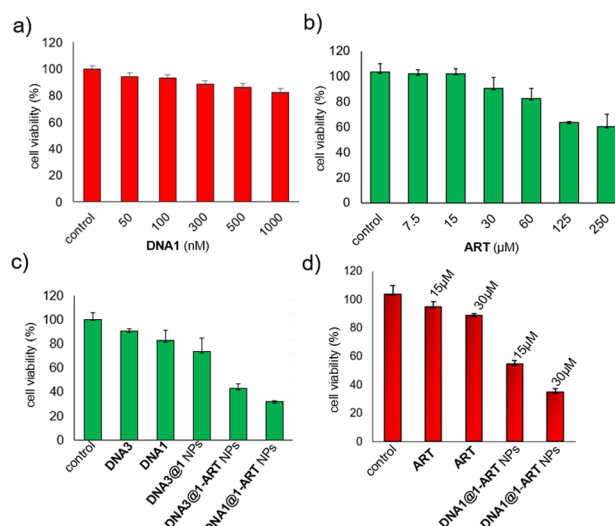 a)
120
100
80
60
40
20
0
cell viability (%)
control
50
100
300
500
1000
DNA1 (nM)
b)
120
100
80
60
40
20
0
cell viability (%)
control
7.5
15
30
60
125
250
ART (µM)
c)
120
100
80
60
40
20
0
cell viability (%)
control
DNA3
DNA1
DNA3@1 NPs
DNA3@1-ART NPs
DNA1@1-ART NPs
d)
120
100
80
60
40
20
0
cell viability (%)
15µM
30µM
15µM
30µM
control
ART
ART
DNA1@1-ART NPs
DNA1@1-ART NPs